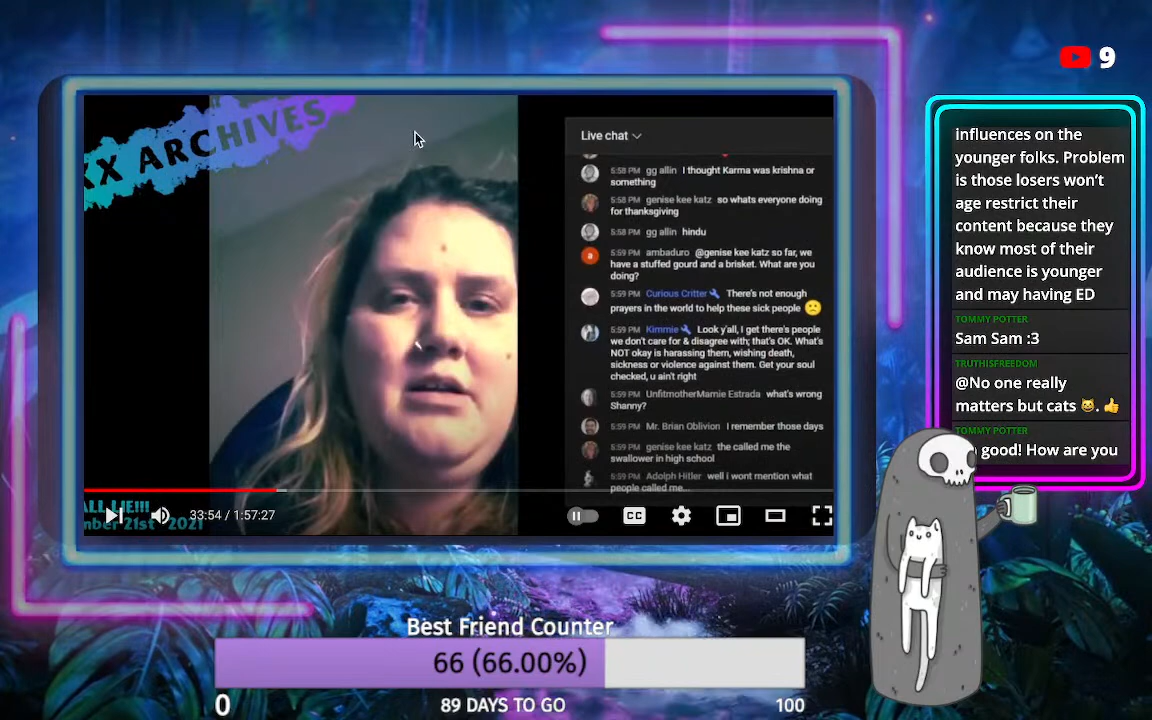 9
XX ARCHIVES
Live chat
5:58 PM gg allin I thought Karma was krishna or
something
5:58 PM genise kee katz so whats everyone doing
for thanksgiving
5:58 PM gg allin hindu
5:59 PM ambaduro @genise kee katz so far, we
have a stuffed gourd and a brisket. What are you
doing?
5:59 PM Curious Critter There's not enough
prayers in the world to help these sick people 🙁
5:59 PM Kimmie Look y'all, I get there's people
we don't care for & disagree with; that's OK. What's
NOT okay is harassing them, wishing death,
sickness or violence against them. Get your soul
checked, u ain't right
5:59 PM UnfitmotherMamie Estrada what's wrong
Shanny?
5:59 PM Mr. Brian Oblivion I remember those days
5:59 PM genise kee katz the called me the
swallower in high school
5:59 PM Adolph Hitler well i wont mention what
people called me...
ALL LIE!!!
mber 21st 2021
33:54 / 1:57:27
CC
influences on the
younger folks. Problem
is those losers won't
age restrict their
content because they
know most of their
audience is younger
and may having ED
TOMMY POTTER
Sam Sam :3
TRUTHISFREEDOM
@No one really
matters but cats 😺. 👍
TOMMY POTTER
good! How are you
Best Friend Counter
66 (66.00%)
0
89 DAYS TO GO
100